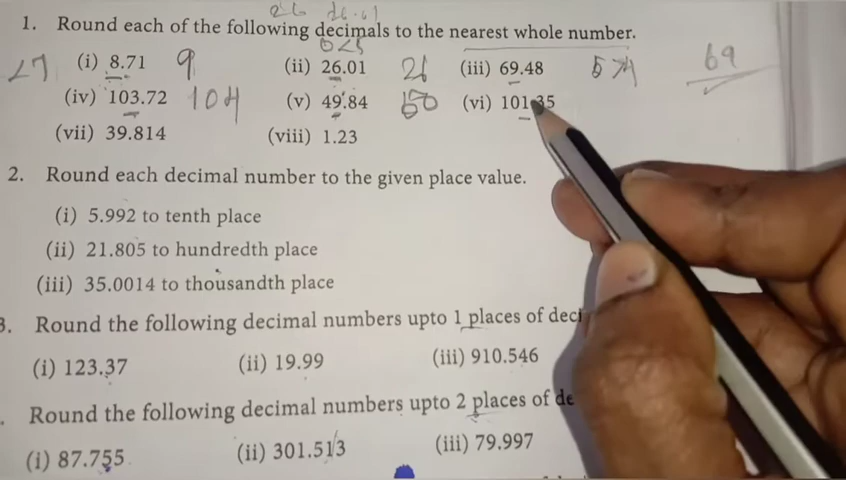 26 26.01
1. Round each of the following decimals to the nearest whole number.
0<5
(i) 8.71 9 (ii) 26.01 26 (iii) 69.48 69
(iv) 103.72 104 (v) 49.84 50 (vi) 101.35
(vii) 39.814 (viii) 1.23
2. Round each decimal number to the given place value.
(i) 5.992 to tenth place
(ii) 21.805 to hundredth place
(iii) 35.0014 to thousandth place
3. Round the following decimal numbers upto 1 places of deci
(i) 123.37 (ii) 19.99 (iii) 910.546
. Round the following decimal numbers upto 2 places of de
(i) 87.755 (ii) 301.513 (iii) 79.997